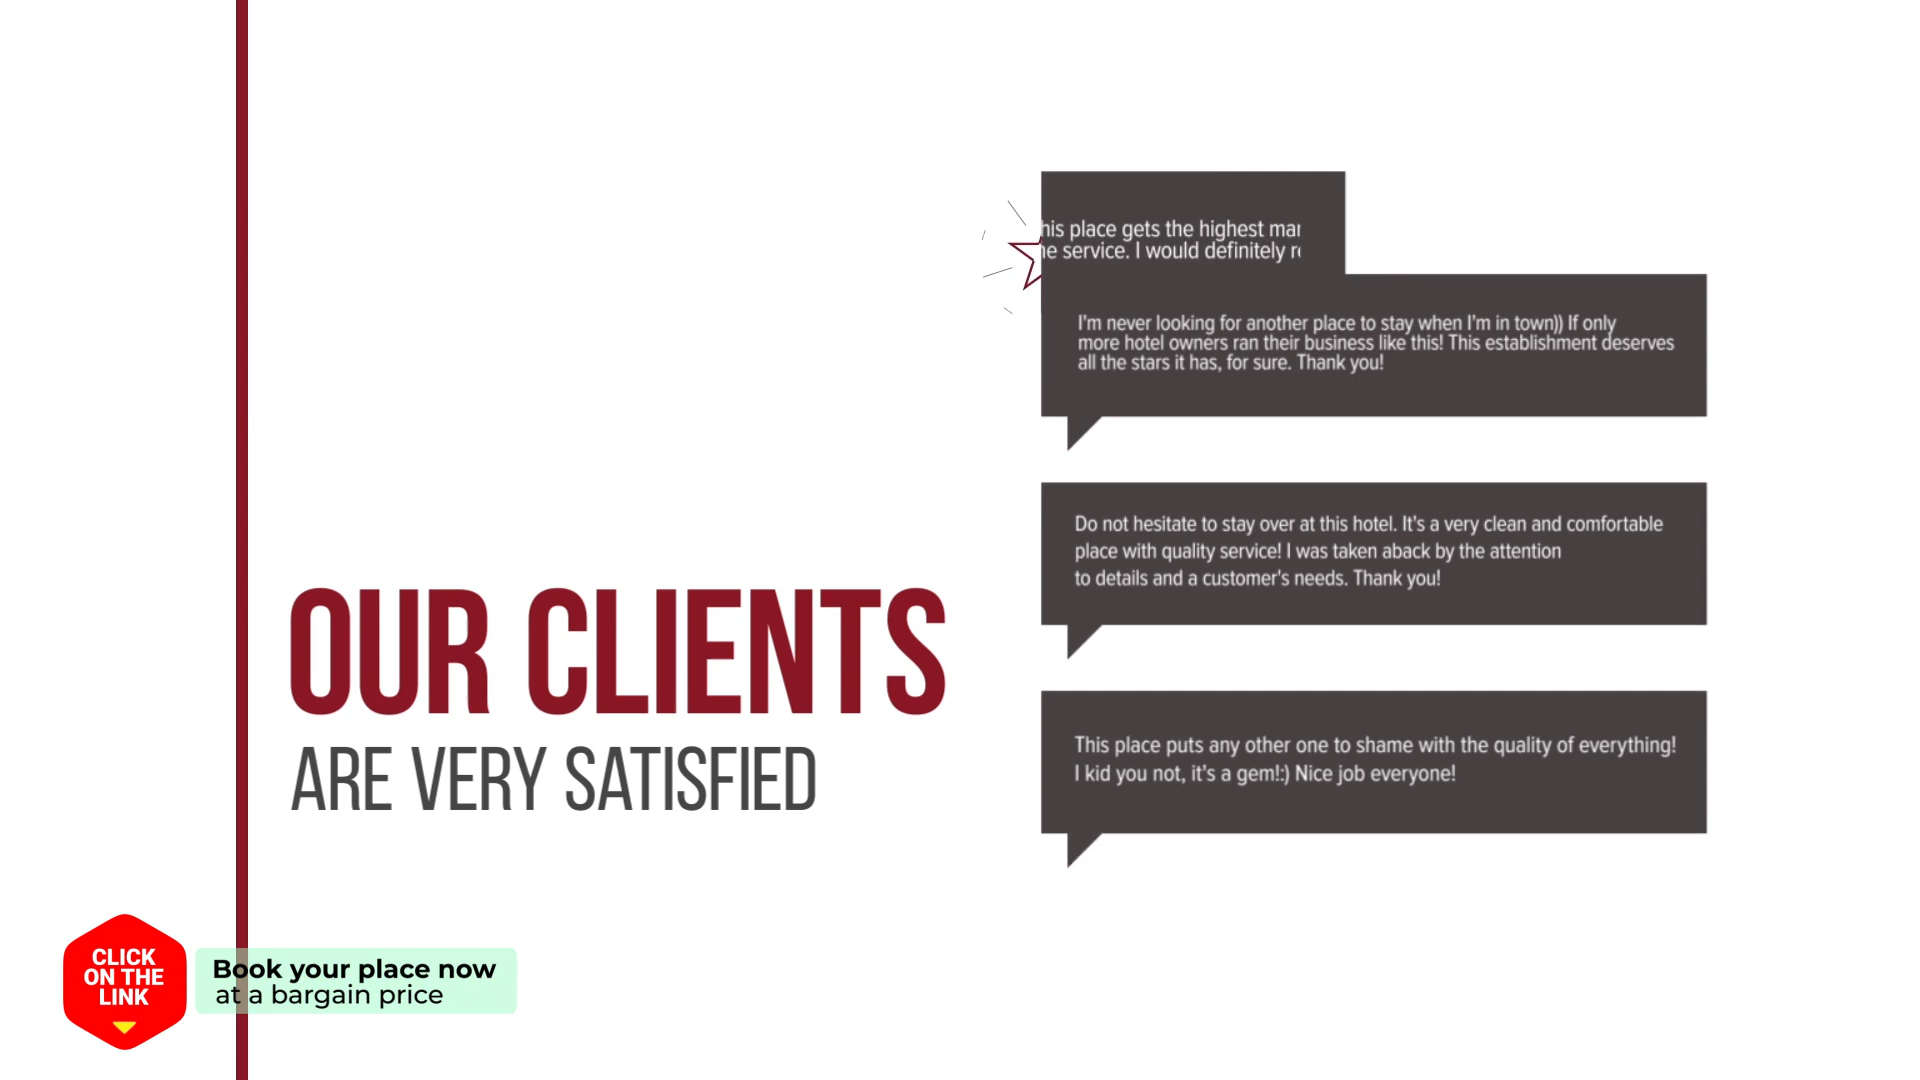 place gets the highest
service. I would definitely
I'm never looking for another place to stay when I'm in town)) If only
more hotel owners ran their business like this! This establishment deserves
all the stars it has, for sure. Thank you!
Do not hesitate to stay over at this hotel. It's a very clean and comfortable
place with quality service! I was taken aback by the attention
to details and a customer's needs. Thank you!
This place puts any other one to shame with the quality of everything!
I kid you not, it's a gem!:) Nice job everyone!
OUR CLIENTS
ARE VERY SATISFIED
CLICK
ON THE
LINK
Book your place now
at a bargain price